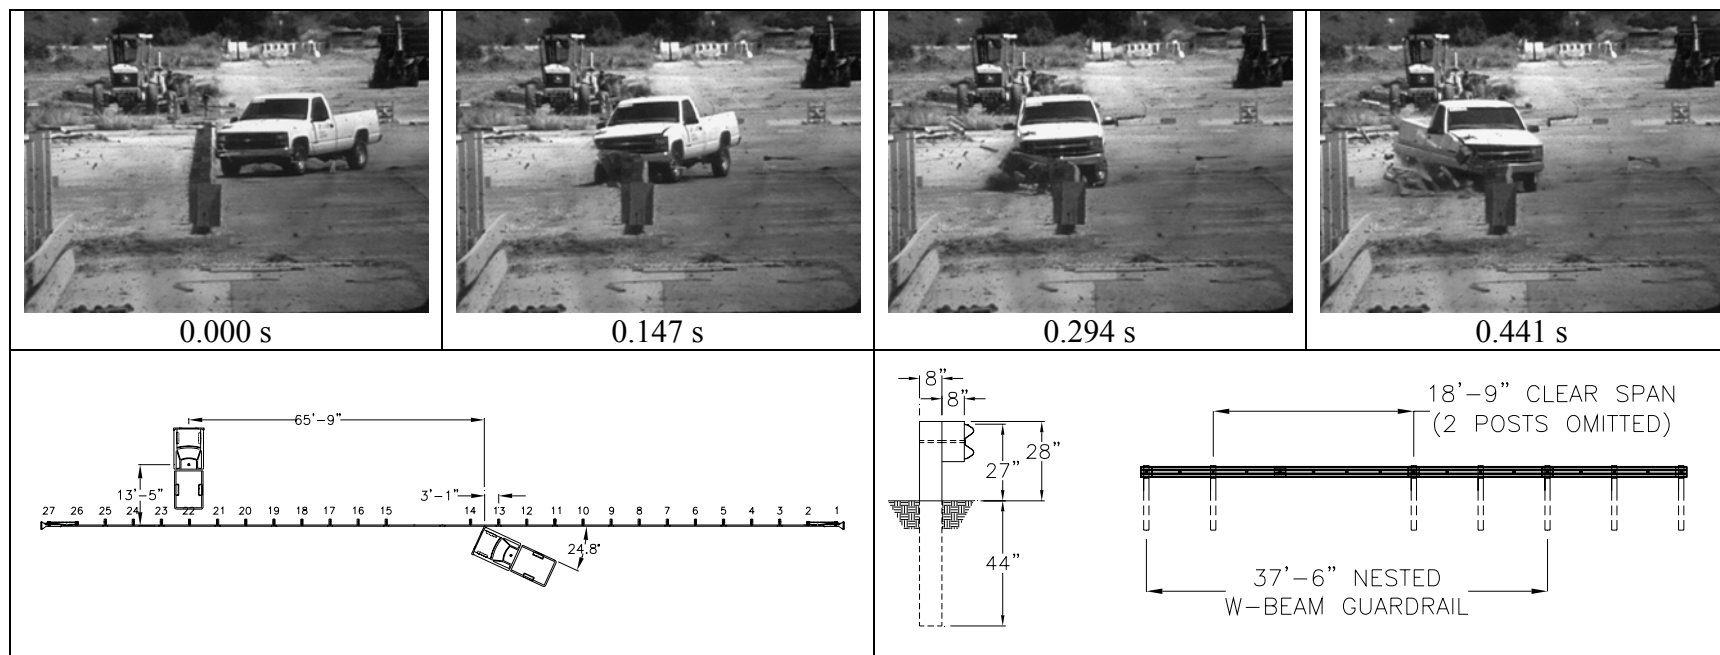 0.000 s
0.147 s
0.294 s
0.441 s
65'-9"
13'-5"
3'-1"
27 26 25 24 23 22 21 20 19 18 17 16 15 14 13 12 11 10 9 8 7 6 5 4 3 2 1
24.8°
8"
8"
28"
27"
44"
18'-9" CLEAR SPAN
(2 POSTS OMITTED)
37'-6" NESTED
W-BEAM GUARDRAIL